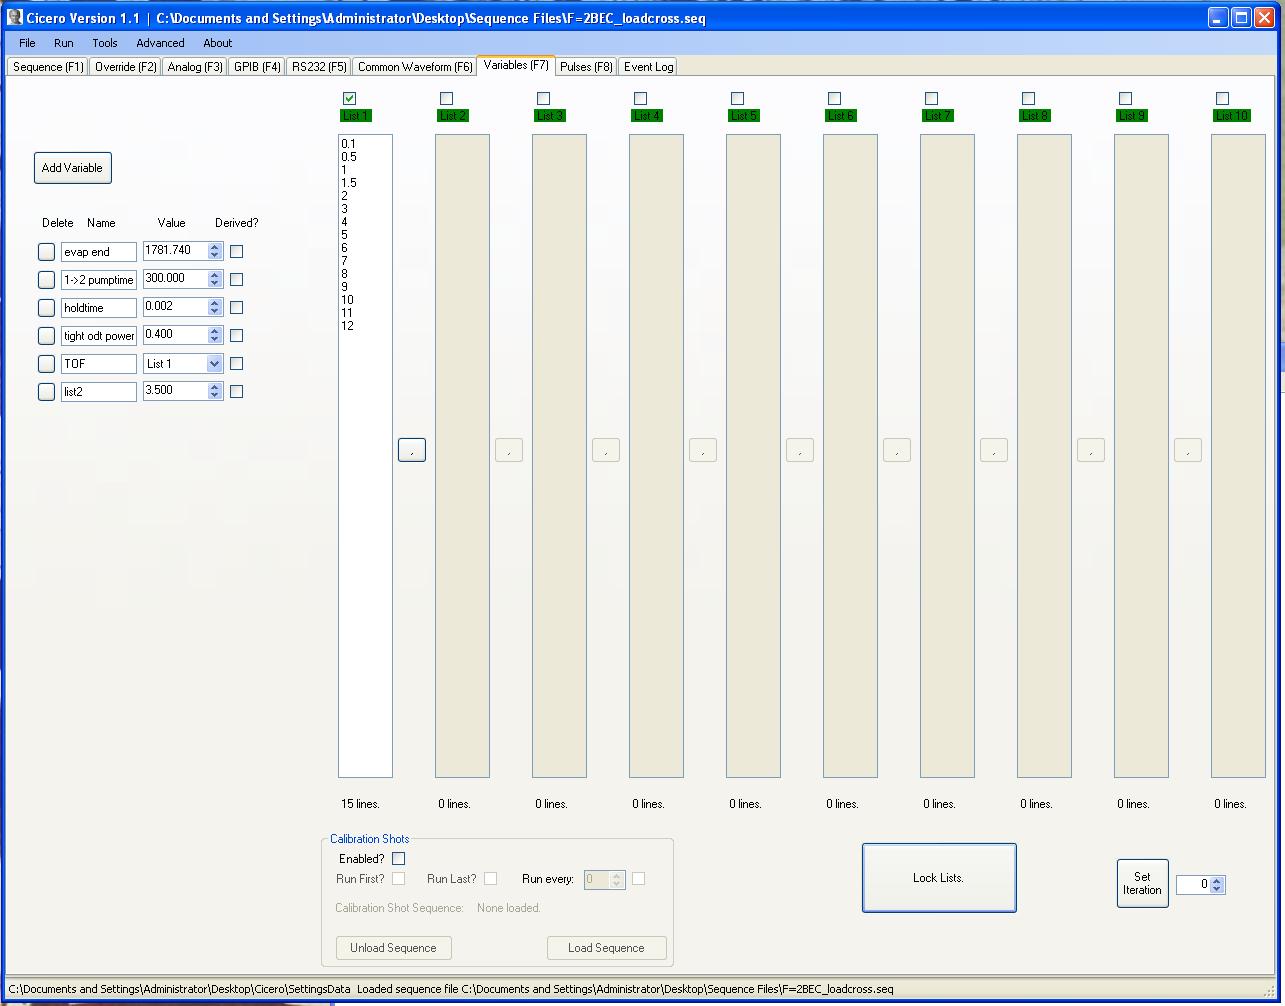 Cicero Version 1.1 | C:\Documents and Settings\Administrator\Desktop\Sequence Files\F=2BEC_loadcross.seq
File Run Tools Advanced About
Sequence (F1) Override (F2) Analog (F3) GPIB (F4) RS232 (F5) Common Waveform (F6) Variables (F7) Pulses (F8) Event Log
List 1 List 2 List 3 List 4 List 5 List 6 List 7 List 8 List 9 List 10
Add Variable
Delete Name Value Derived?
evap end 1781.740
1->2 pumptime 300.000
holdtime 0.002
tight odt power 0.400
TOF List 1
list2 3.500
0.1
0.5
1
1.5
2
3
4
5
6
7
8
9
10
11
12
, , , , , , , , ,
15 lines. 0 lines. 0 lines. 0 lines. 0 lines. 0 lines. 0 lines. 0 lines. 0 lines. 0 lines.
Calibration Shots
Enabled?
Run First? Run Last? Run every: 0
Calibration Shot Sequence: None loaded.
Unload Sequence Load Sequence
Lock Lists.
Set
Iteration
0
C:\Documents and Settings\Administrator\Desktop\Cicero\SettingsData Loaded sequence file C:\Documents and Settings\Administrator\Desktop\Sequence Files\F=2BEC_loadcross.seq